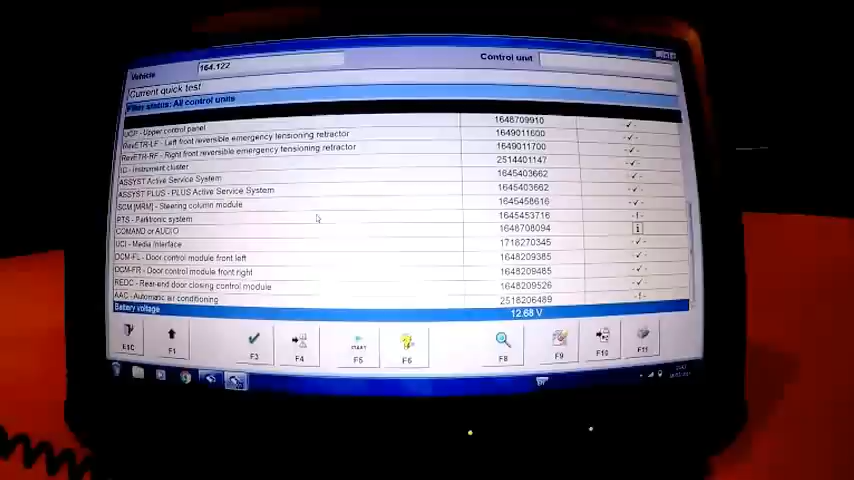 Vehicle 164.122 Control unit
Current quick test
Filter status: All control units
UCP - Upper control panel 1648709910 -✓-
RevETR-LF - Left front reversible emergency tensioning retractor 1649011600 -✓-
RevETR-RF - Right front reversible emergency tensioning retractor 1649011700 -✓-
IC - Instrument cluster 2514401147 -✓-
ASSYST Active Service System 1645403662 -✓-
ASSYST PLUS - PLUS Active Service System 1645403662 -✓-
SCM [MRM] - Steering column module 1645458616 -✓-
PTS - Parktronic system 1645453716 -!-
COMAND or AUDIO 1648708094 i
UCI - Media Interface 1718270345 -✓-
DCM-FL - Door control module front left 1648209385 -✓-
DCM-FR - Door control module front right 1648209485 -✓-
REDC - Rear-end door closing control module 1648209526 -✓-
AAC - Automatic air conditioning 2518206489 -!-
Battery voltage 12.68 V
START
F1 F3 F4 F5 F6 F8 F9 F10 F11